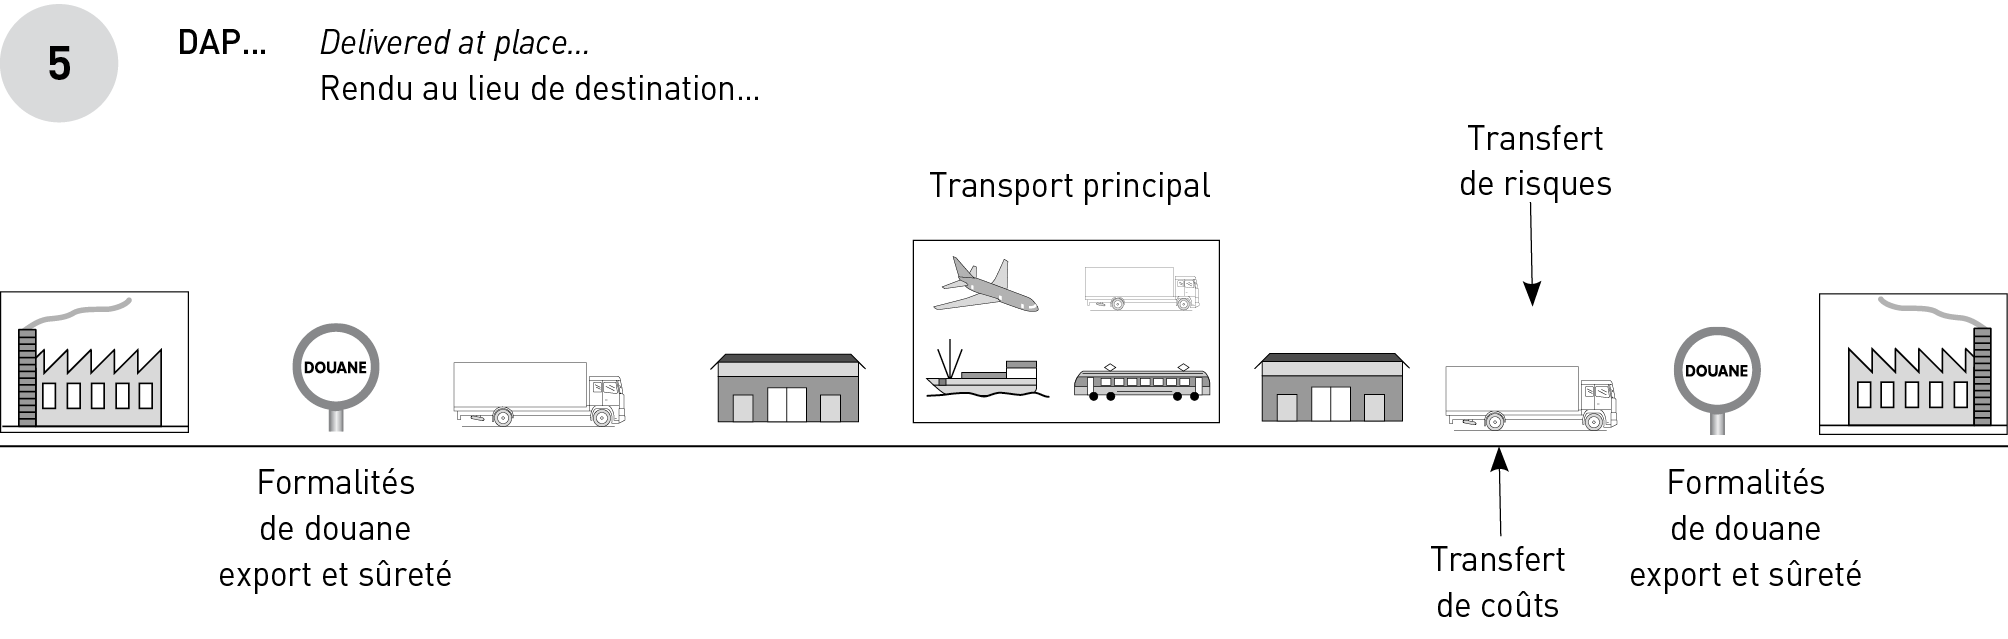 5
DAP...
Delivered at place...
Rendu au lieu de destination...
Transport principal
Transfert
de risques
DOUANE
DOUANE
Formalités
de douane
export et sûreté
Transfert
de coûts
Formalités
de douane
export et sûreté